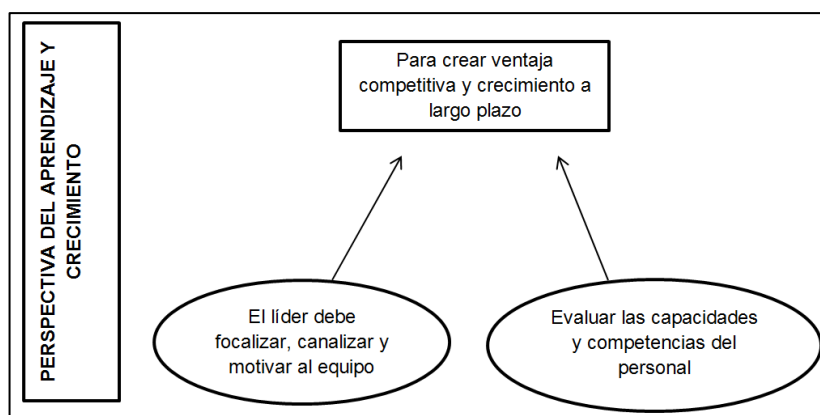 PERSPECTIVA DEL APRENDIZAJE Y
CRECIMIENTO
Para crear ventaja
competitiva y crecimiento a
largo plazo
El líder debe
focalizar, canalizar y
motivar al equipo
Evaluar las capacidades
y competencias del
personal